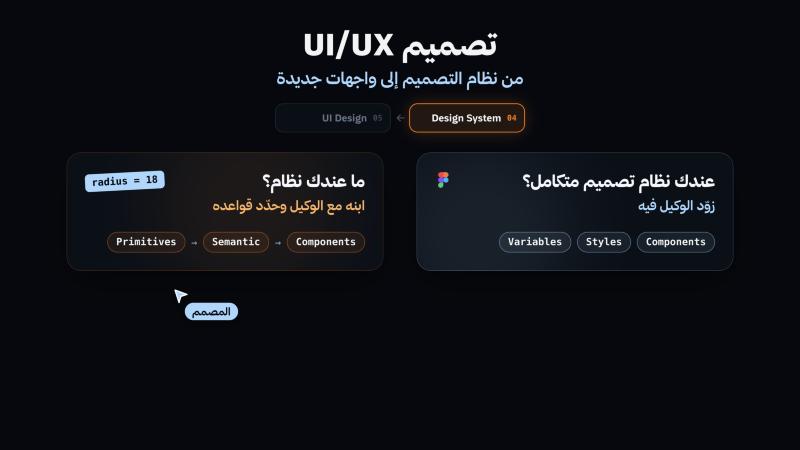 تصميم UI/UX
من نظام التصميم إلى واجهات جديدة
04 Design System ← 05 UI Design
عندك نظام تصميم متكامل؟
زوّد الوكيل فيه
Variables Styles Components
ما عندك نظام؟
radius = 18
ابنه مع الوكيل وحدّد قواعده
Primitives → Semantic → Components
المصمم